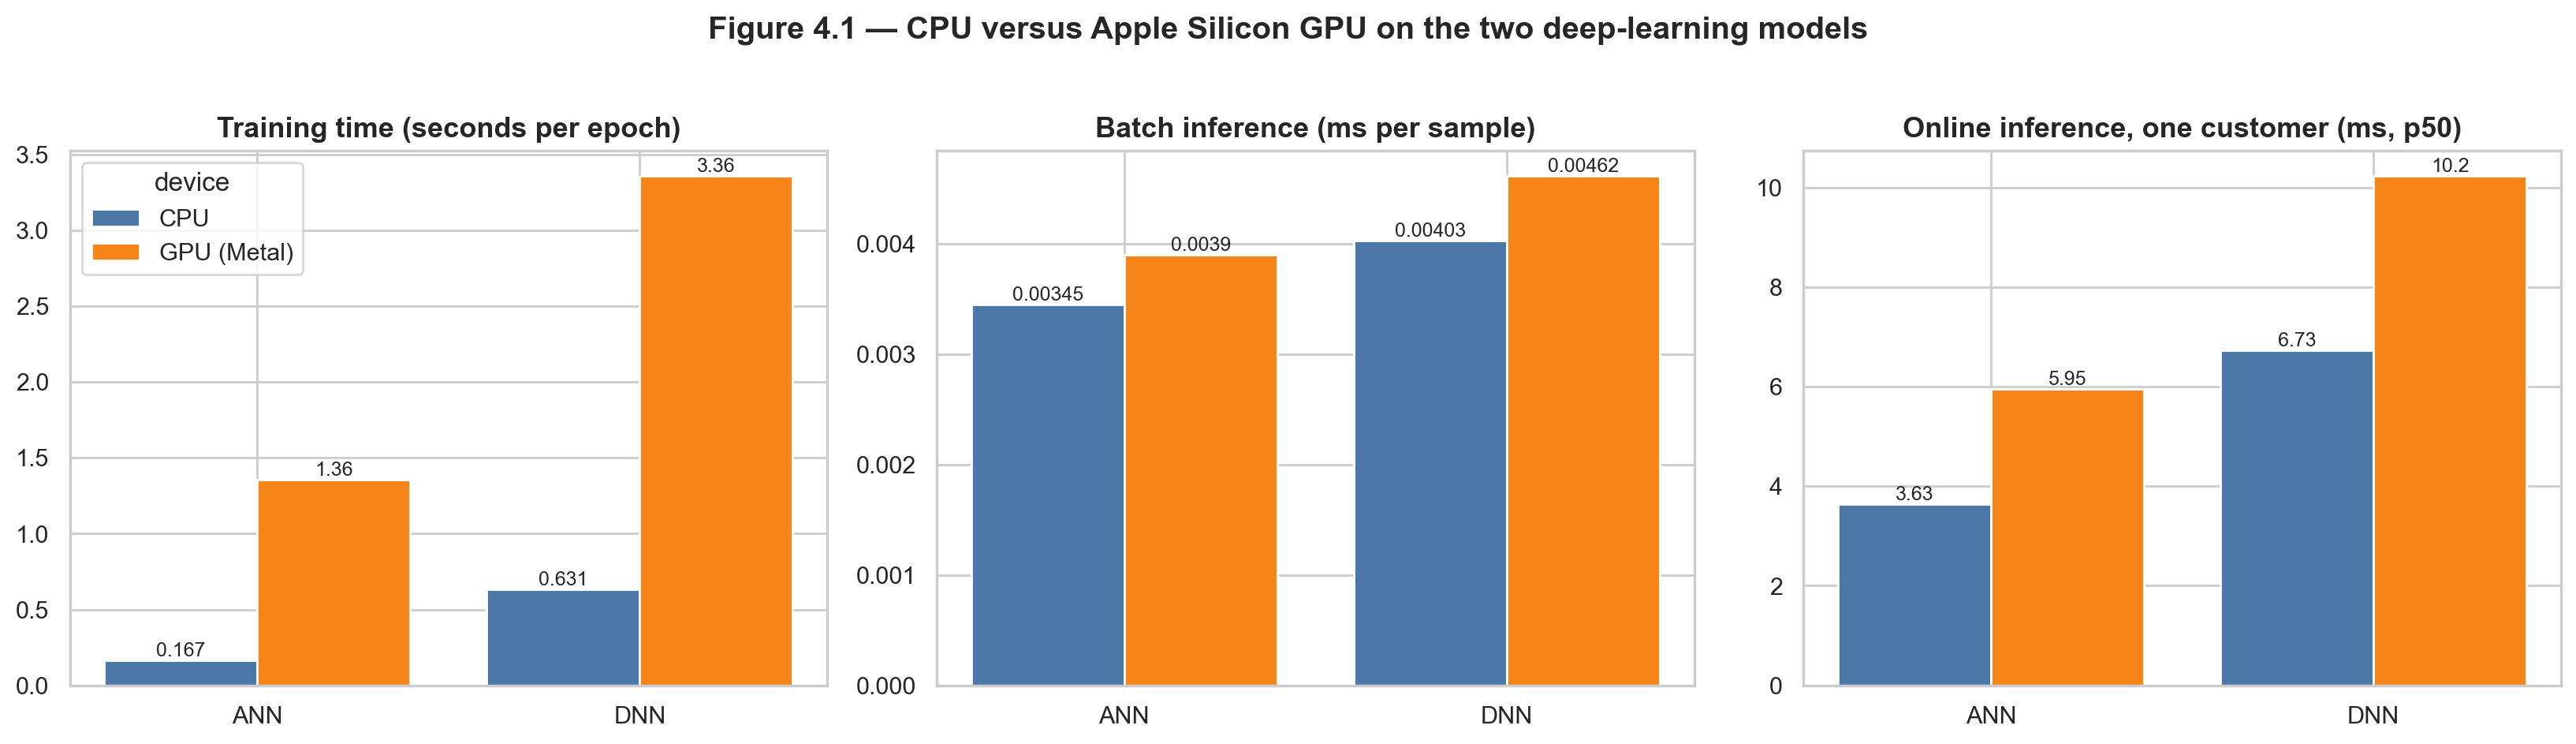 Figure 4.1 — CPU versus Apple Silicon GPU on the two deep-learning models
Training time (seconds per epoch)
3.5
3.0
2.5
2.0
1.5
1.0
0.5
0.0
device
CPU
GPU (Metal)
0.167
1.36
0.631
3.36
ANN
DNN
Batch inference (ms per sample)
0.004
0.003
0.002
0.001
0.000
0.00345
0.0039
0.00403
0.00462
ANN
DNN
Online inference, one customer (ms, p50)
10
8
6
4
2
0
3.63
5.95
6.73
10.2
ANN
DNN